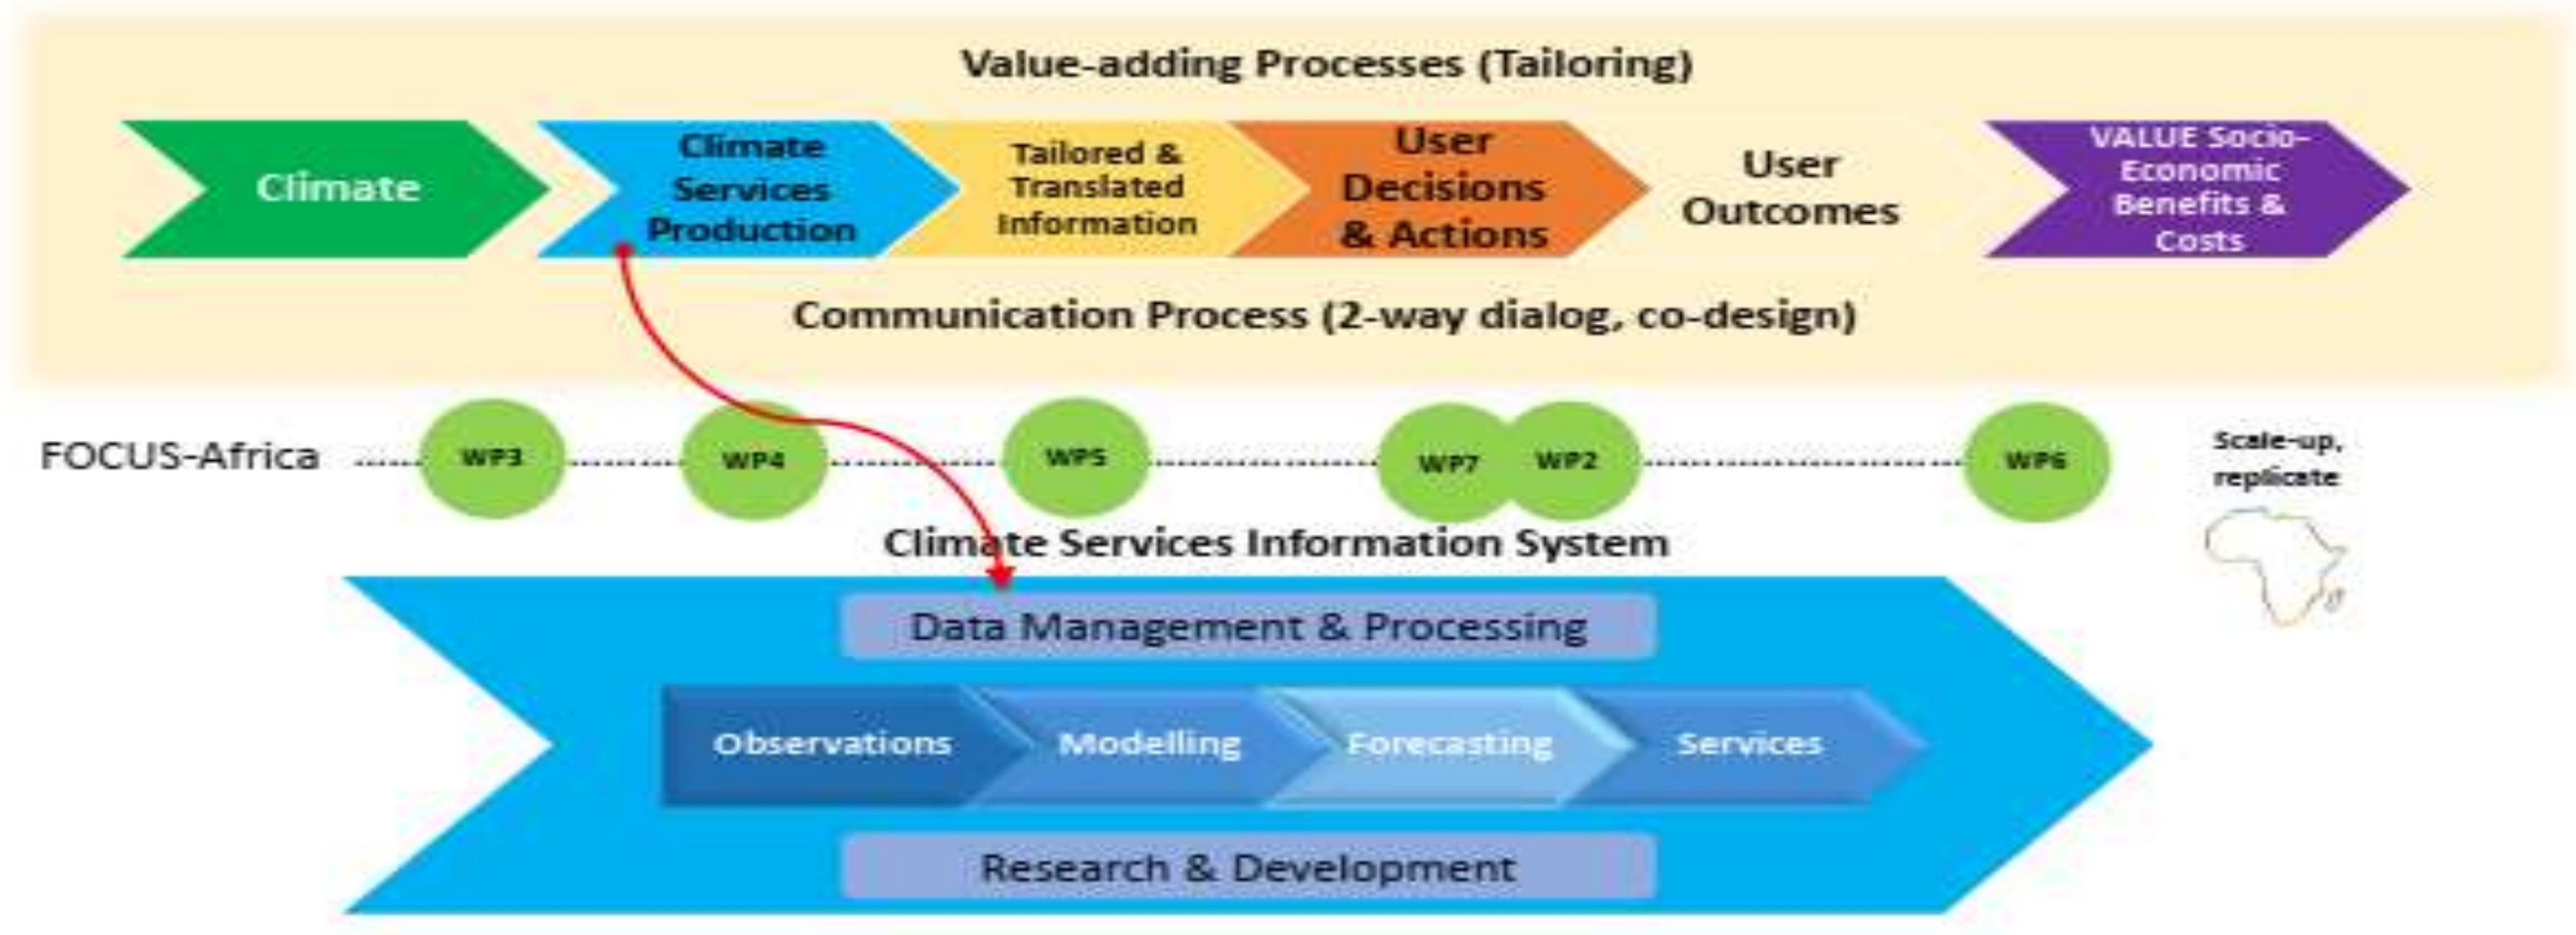 Value-adding Processes (Tailoring)
Climate
Climate
Services
Production
Tailored &
Translated
Information
User
Decisions
& Actions
User
Outcomes
VALUE Socio-
Economic
Benefits &
Costs
Communication Process (2-way dialog, co-design)
FOCUS-Africa
WP3
WP4
WP5
WP7
WP2
WP6
Scale-up,
replicate
Climate Services Information System
Data Management & Processing
Observations
Modelling
Forecasting
Services
Research & Development